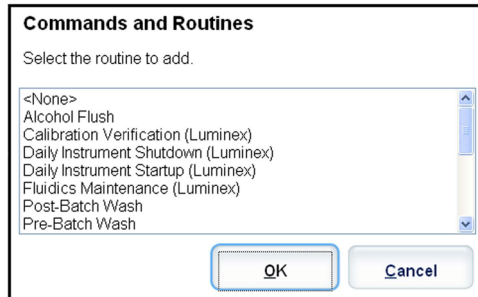 Commands and Routines
Select the routine to add.
<None>
Alcohol Flush
Calibration Verification (Luminex)
Daily Instrument Shutdown (Luminex)
Daily Instrument Startup (Luminex)
Fluidics Maintenance (Luminex)
Post-Batch Wash
Pre-Batch Wash
OK Cancel